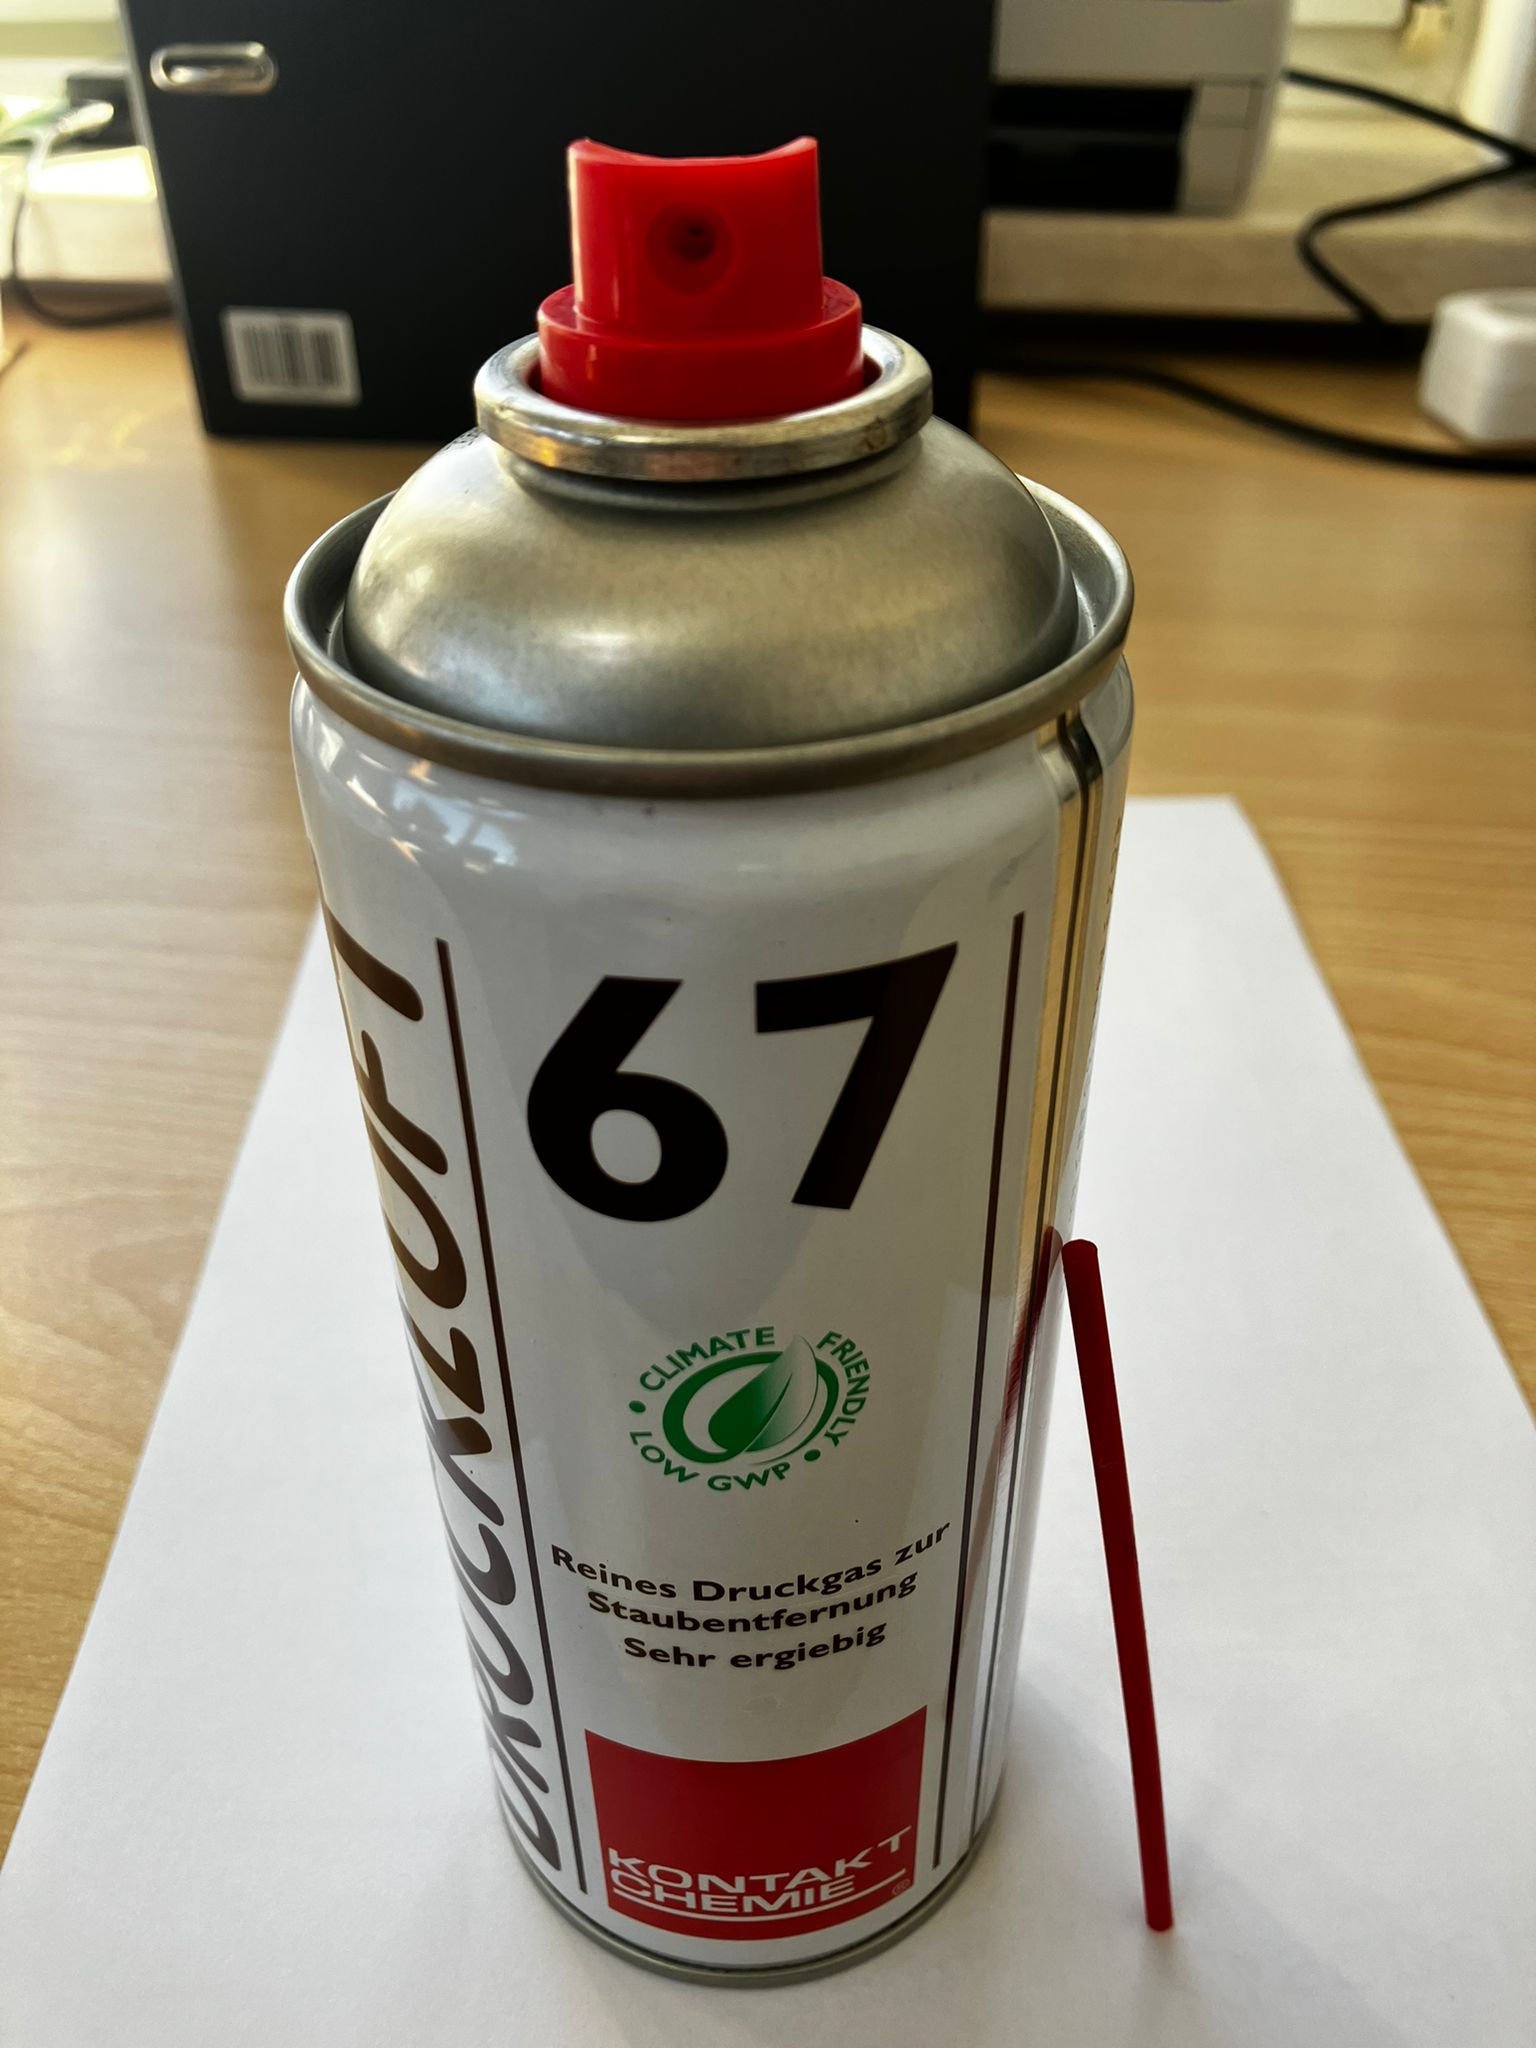 DRUCKLUFT
67
CLIMATE FRIENDLY
LOW GWP
Reines Druckgas zur
Staubentfernung
Sehr ergiebig
KONTAKT
CHEMIE ®